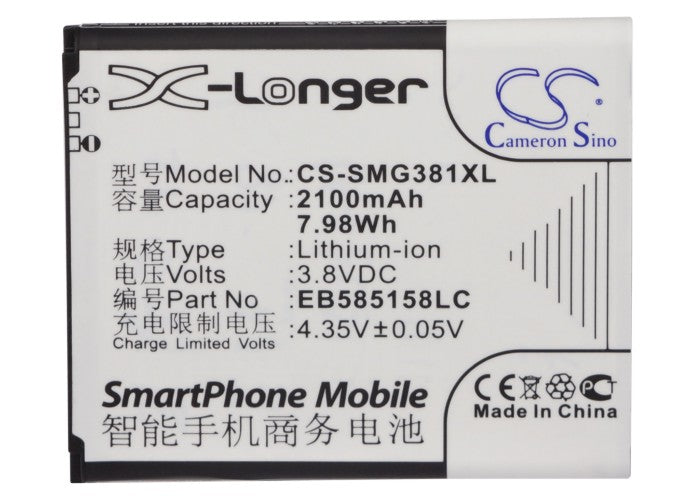 X-Longer
CS
Cameron Sino
型号Model No.:CS-SMG381XL
容量Capacity :2100mAh
7.98Wh
规格Type :Lithium-ion
电压Volts :3.8VDC
编号Part No :EB585158LC
充电限制电压 :4.35V±0.05V
Charge Limited Volts
SmartPhone Mobile
智能手机商务电池
CE PCT
Made In China